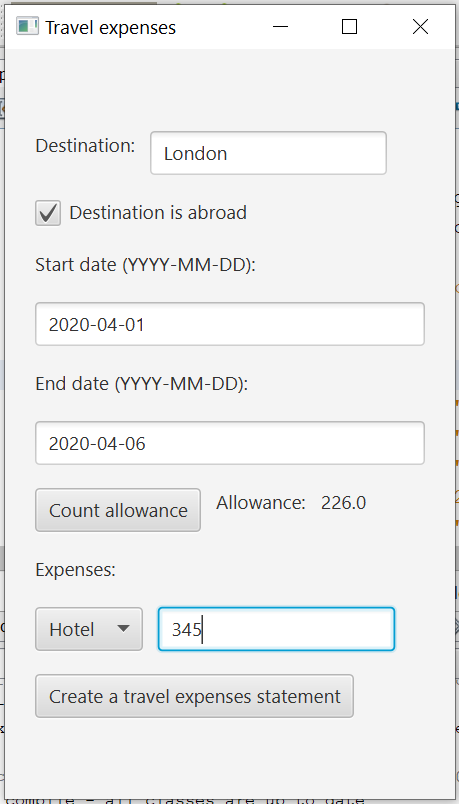 Travel expenses
Destination: London
Destination is abroad
Start date (YYYY-MM-DD):
2020-04-01
End date (YYYY-MM-DD):
2020-04-06
Count allowance Allowance: 226.0
Expenses:
Hotel 345
Create a travel expenses statement